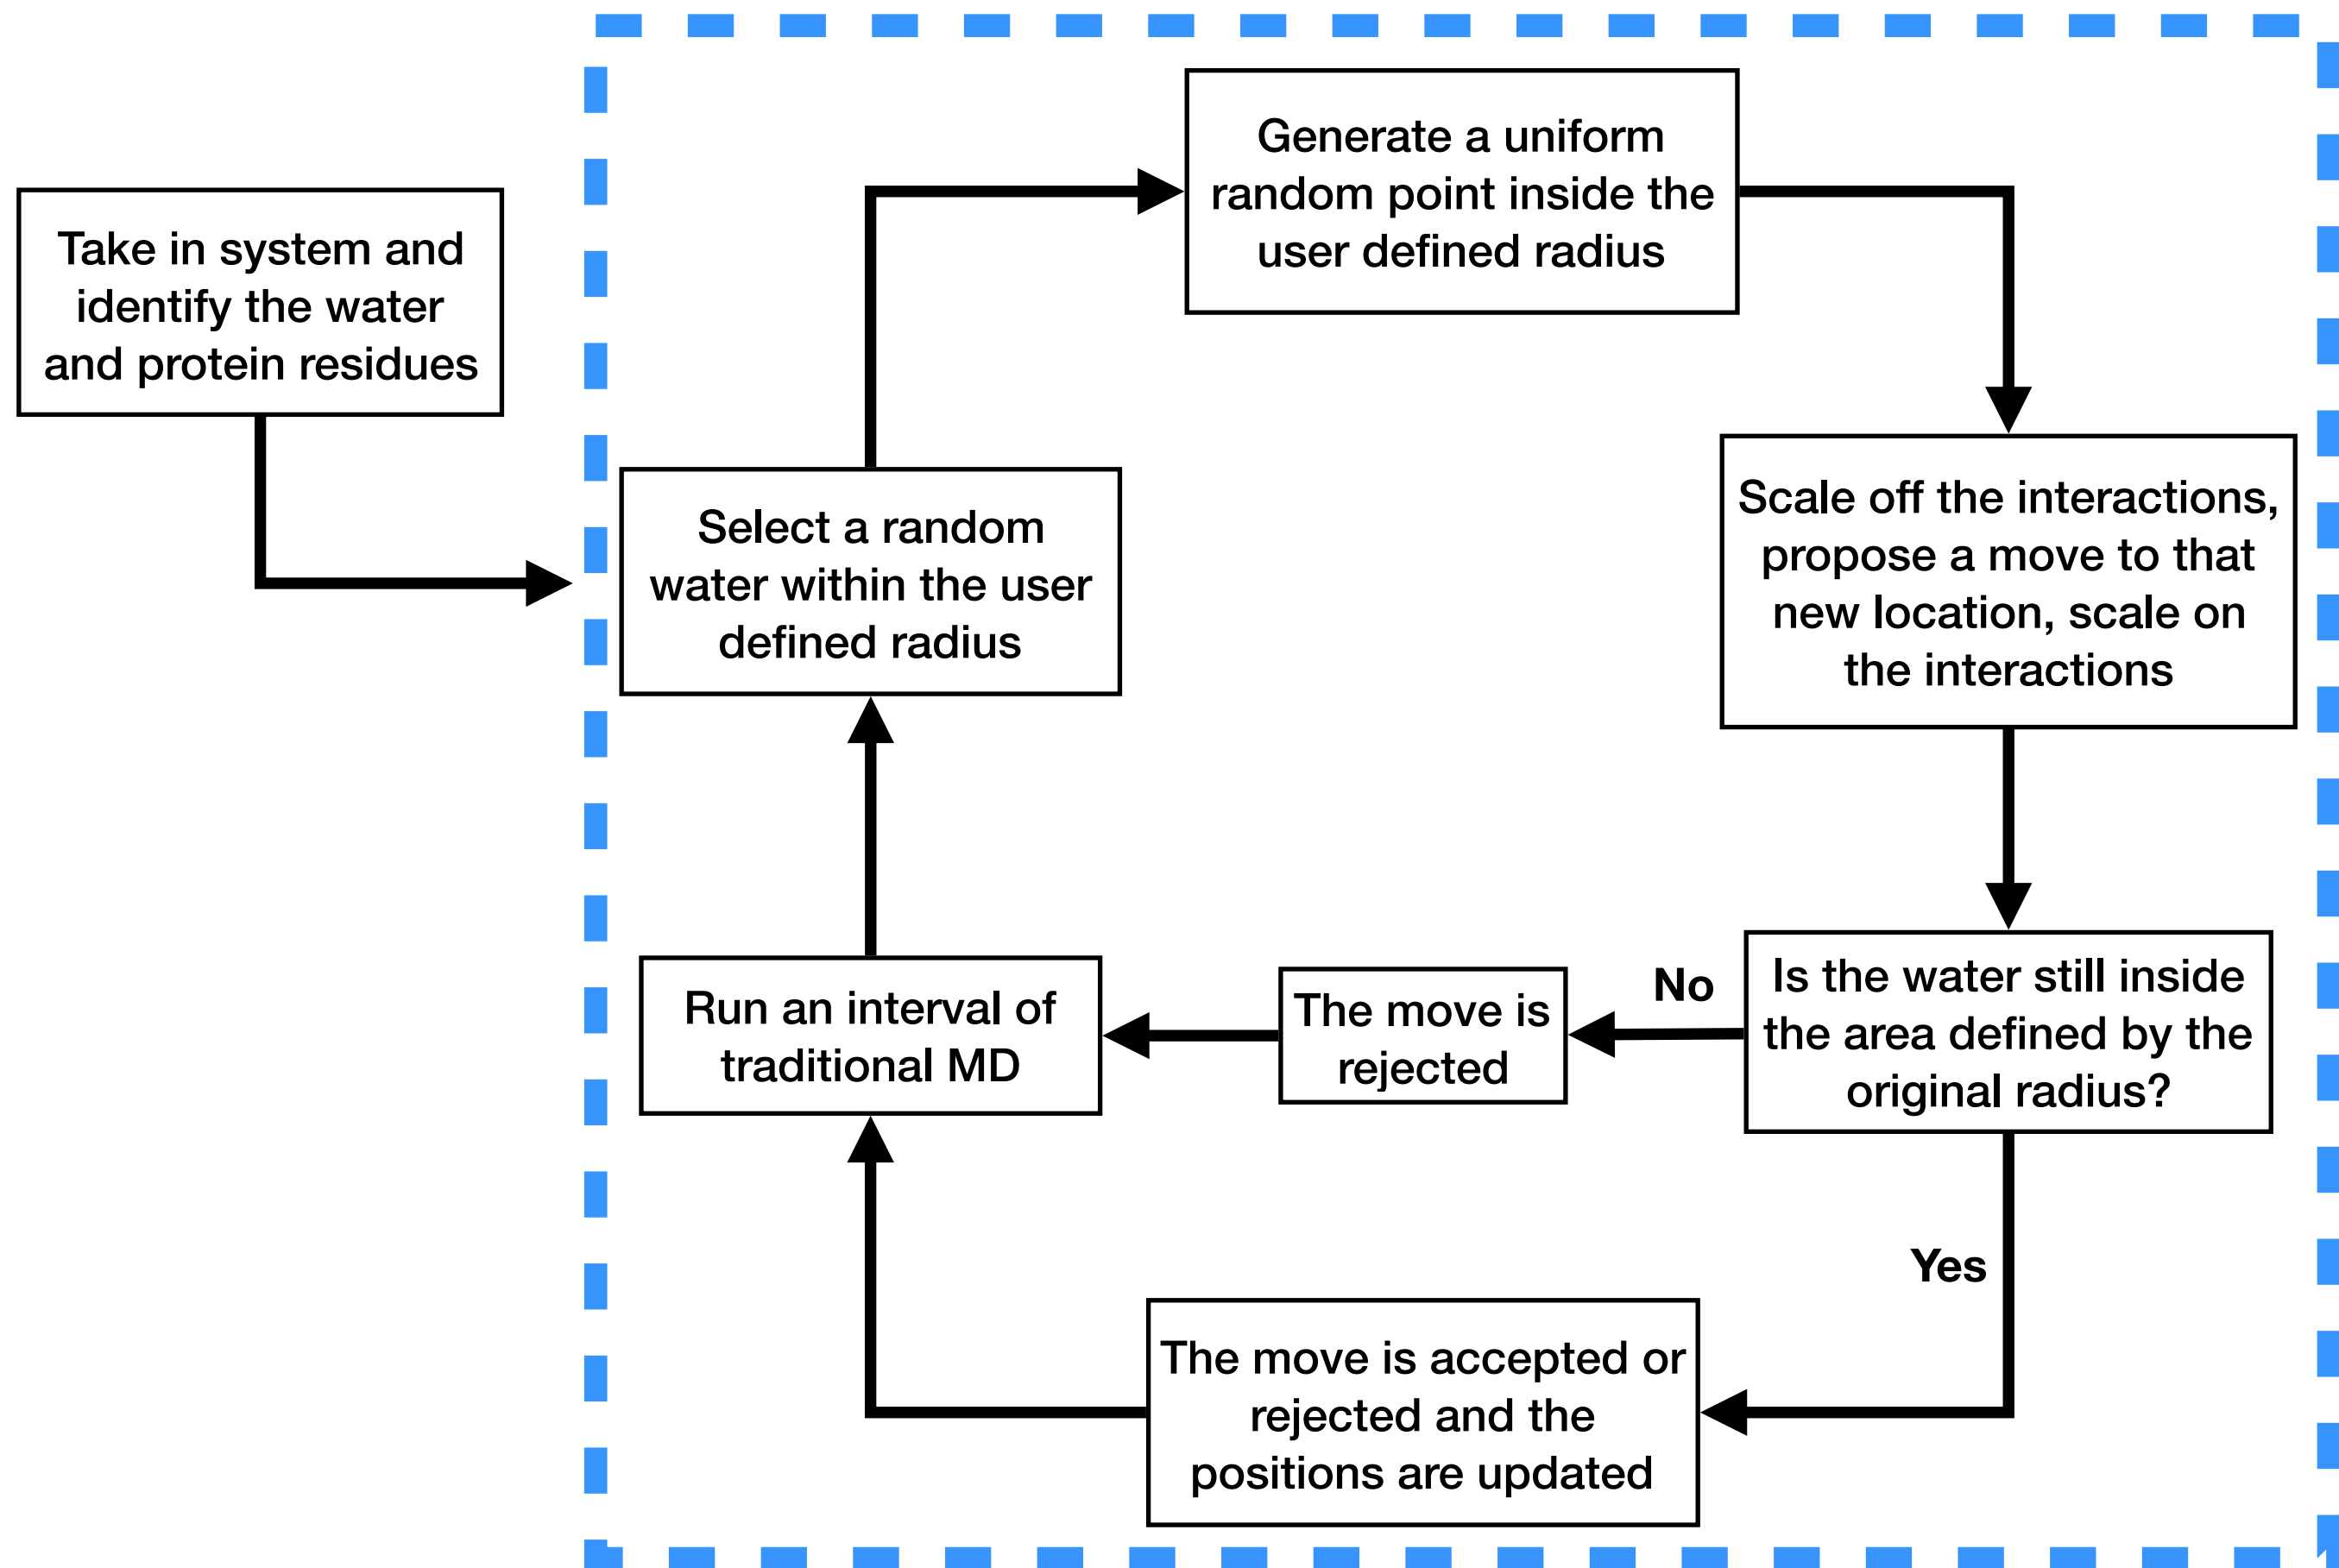 Take in system and
identify the water
and protein residues
Select a random
water within the user
defined radius
Generate a uniform
random point inside the
user defined radius
Scale off the interactions,
propose a move to that
new location, scale on
the interactions
Is the water still inside
the area defined by the
original radius?
No
The move is
rejected
Yes
The move is accepted or
rejected and the
positions are updated
Run an interval of
traditional MD